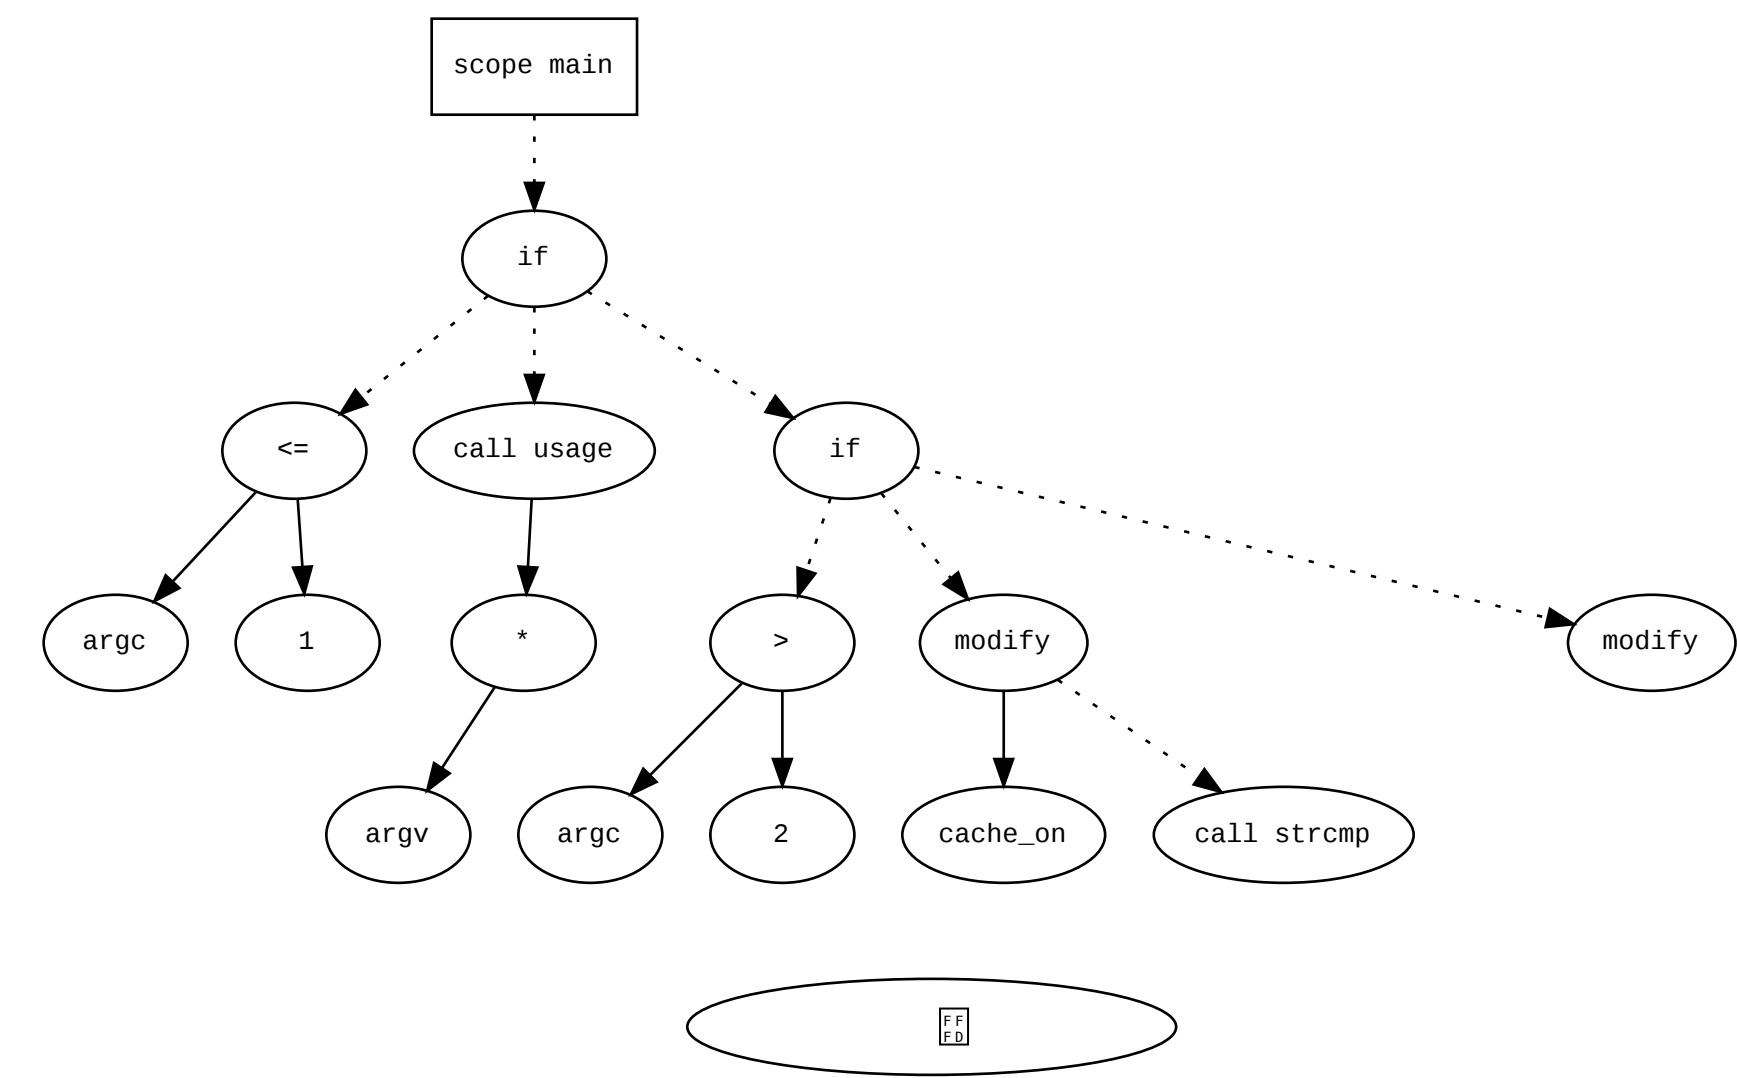 scope main
if
<=
call usage
if
argc
1
*
>
modify
modify
argv
argc
2
cache_on
call strcmp